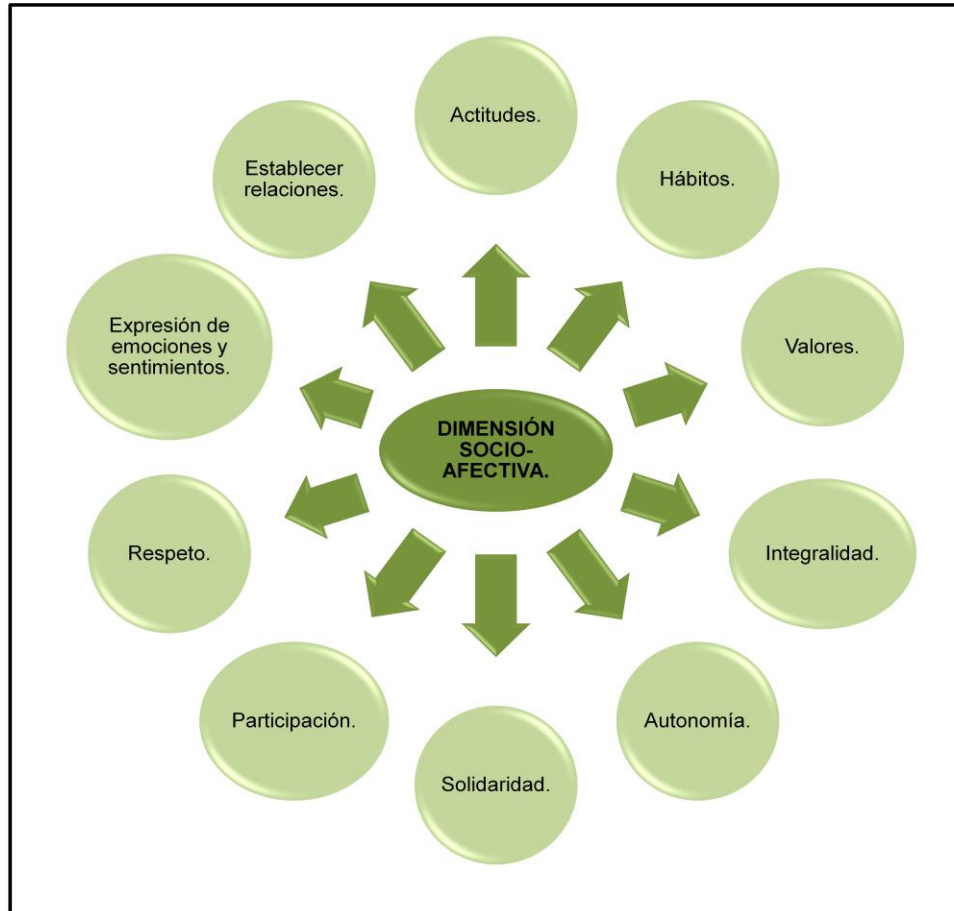 Actitudes.
Hábitos.
Valores.
Integralidad.
Autonomía.
Solidaridad.
Participación.
Respeto.
Expresión de
emociones y
sentimientos.
Establecer
relaciones.
DIMENSIÓN
SOCIO-
AFECTIVA.